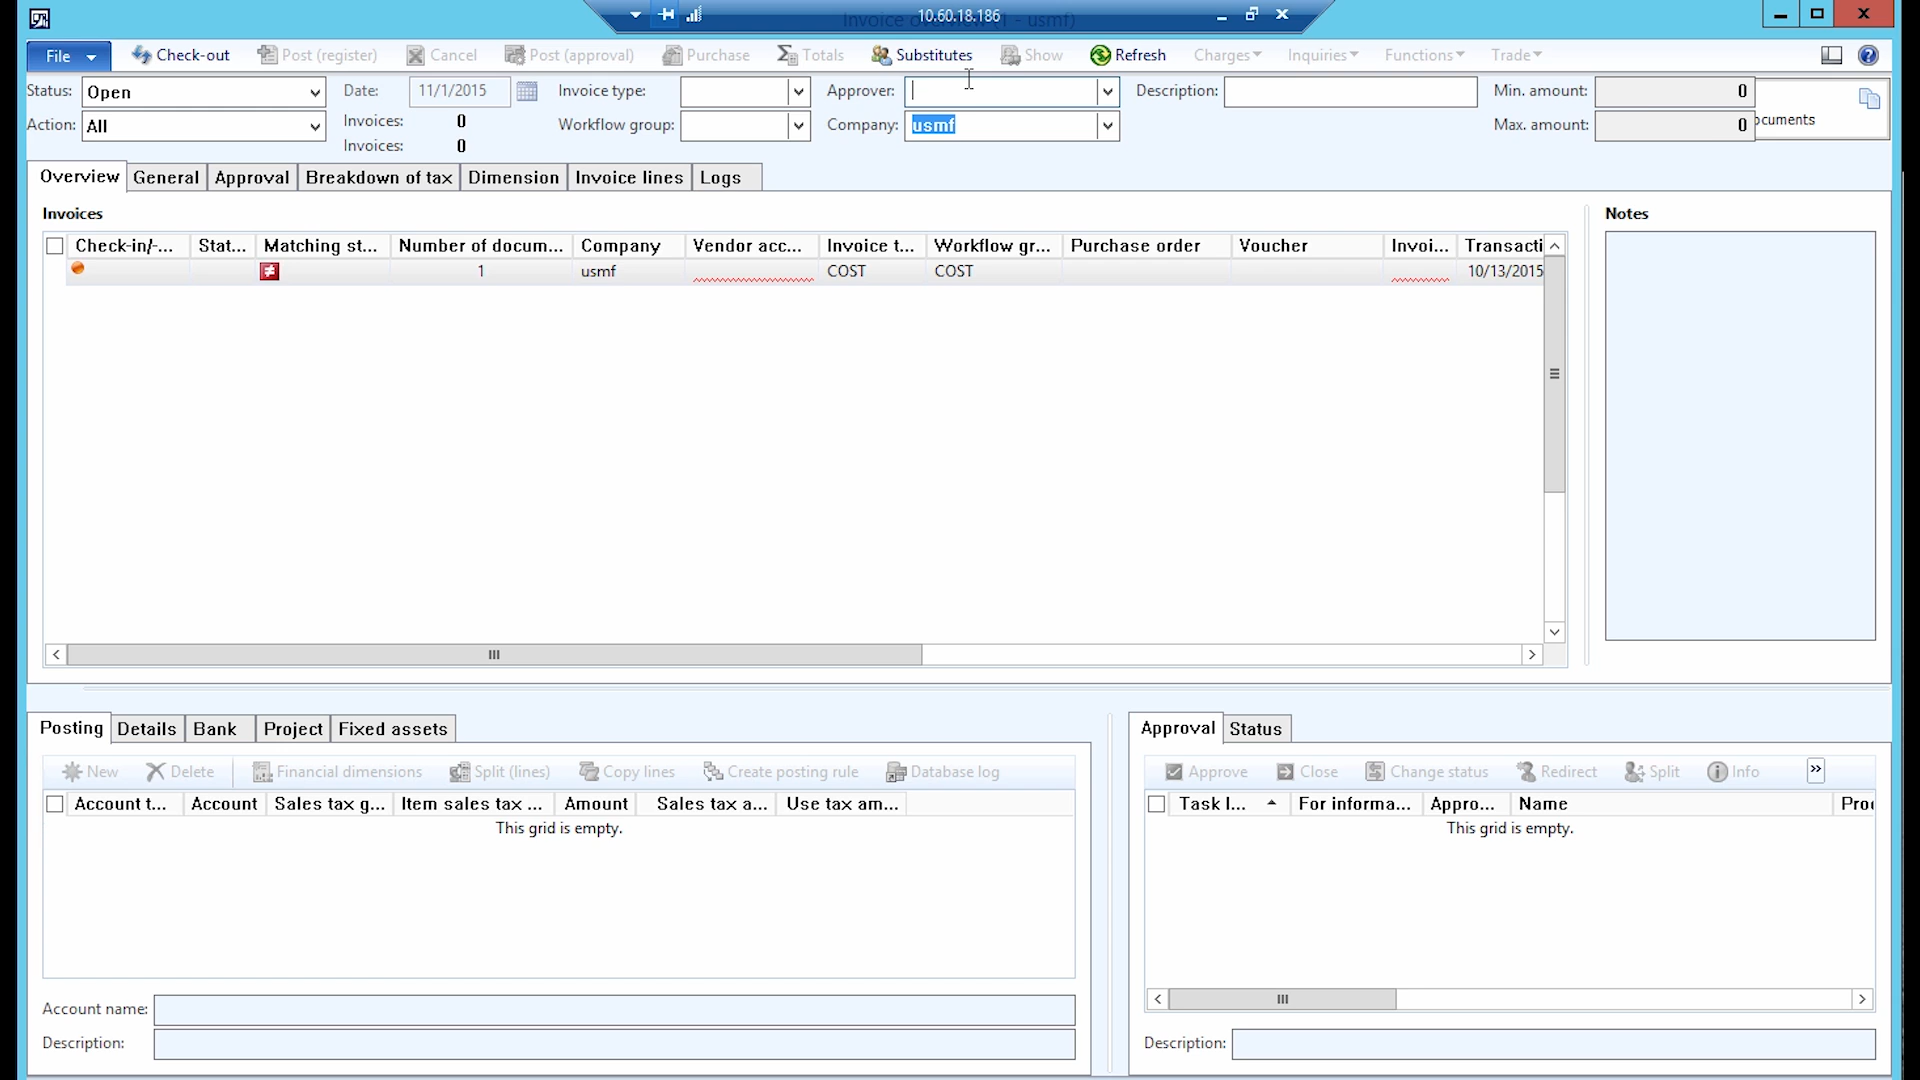 10.60.18.186
File
Check-out
Post (register)
Cancel
Post (approval)
Purchase
Totals
Substitutes
Show
Refresh
Charges
Inquiries
Functions
Trade
Status: Open
Date: 11/1/2015
Invoice type:
Approver:
Description:
Min. amount: 0
Action: All
Invoices: 0
Workflow group:
Company: usmf
Max. amount: 0
cuments
Invoices: 0
Overview
General
Approval
Breakdown of tax
Dimension
Invoice lines
Logs
Invoices
Notes
Check-in/-... Stat... Matching st... Number of docum... Company Vendor acc... Invoice t... Workflow gr... Purchase order Voucher Invoi... Transacti
1 usmf COST COST 10/13/2015
Posting
Details
Bank
Project
Fixed assets
New
Delete
Financial dimensions
Split (lines)
Copy lines
Create posting rule
Database log
Account t... Account Sales tax g... Item sales tax ... Amount Sales tax a... Use tax am...
This grid is empty.
Account name:
Description:
Approval
Status
Approve
Close
Change status
Redirect
Split
Info
»
Task I... For informa... Appro... Name Pro
This grid is empty.
Description: